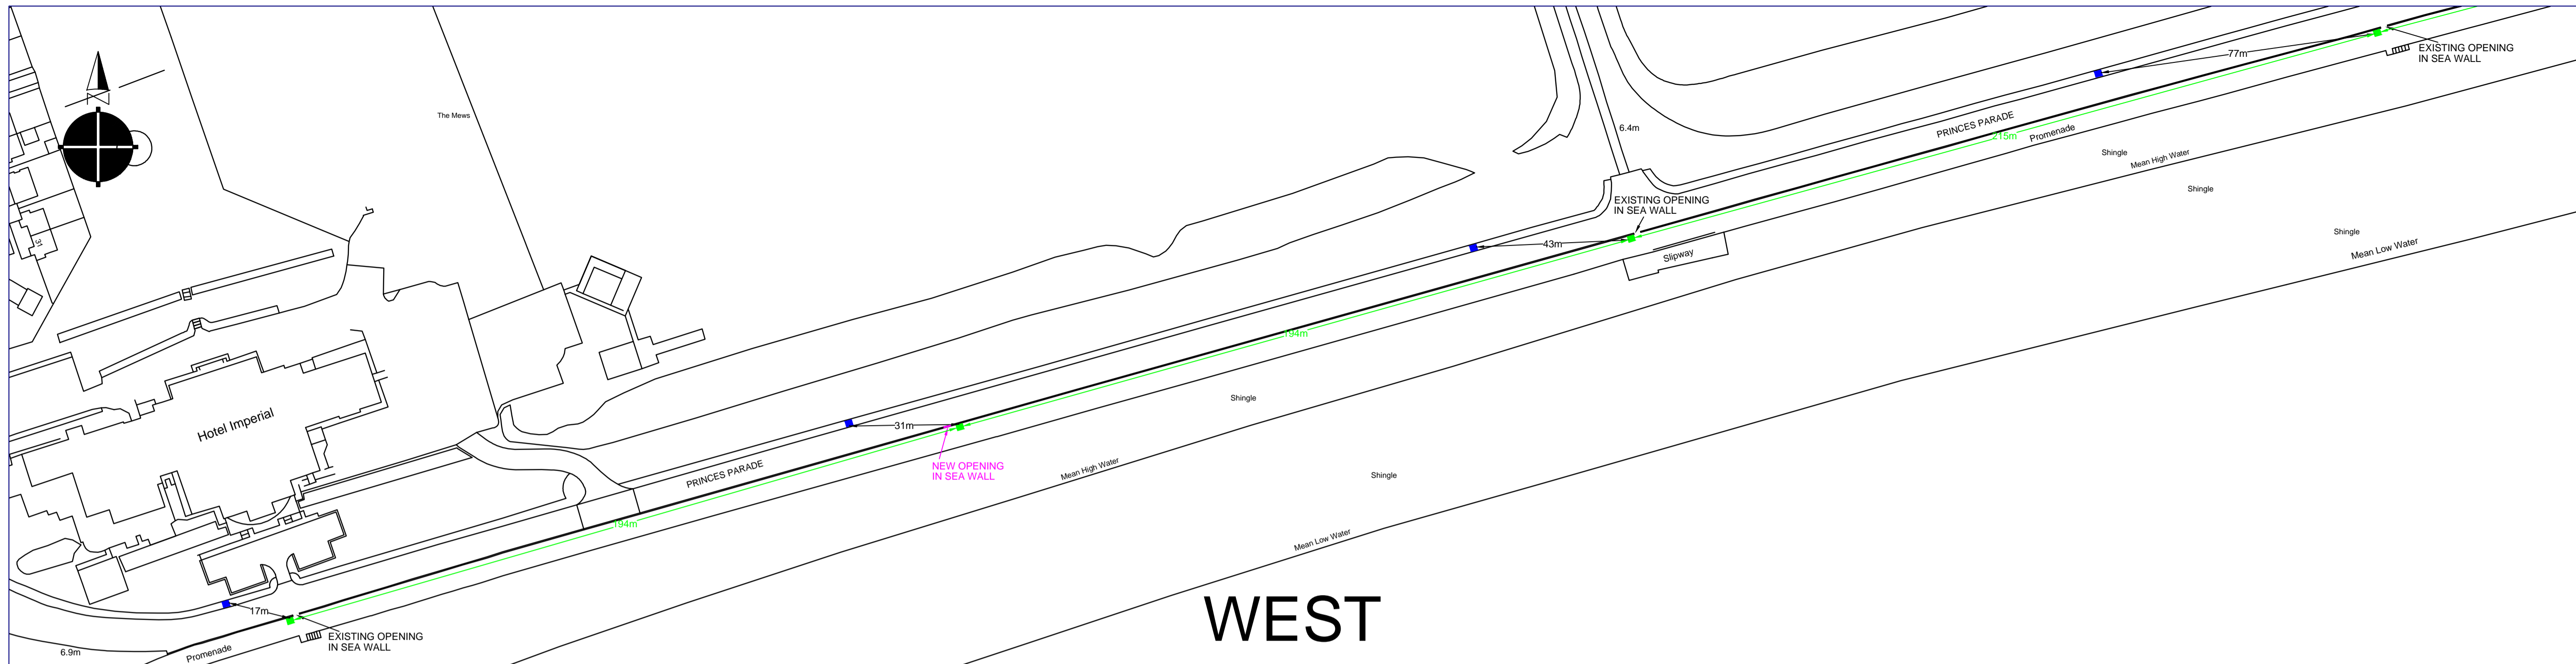 EXISTING OPENING
IN SEA WALL
77m
The Mews
6.4m
PRINCES PARADE
215m
Promenade
Shingle
Mean High Water
Shingle
EXISTING OPENING
IN SEA WALL
31
43m
Slipway
Shingle
Mean Low Water
194m
Shingle
Hotel Imperial
31m
NEW OPENING
IN SEA WALL
PRINCES PARADE
Mean High Water
Shingle
194m
Mean Low Water
17m
WEST
EXISTING OPENING
IN SEA WALL
6.9m
Promenade